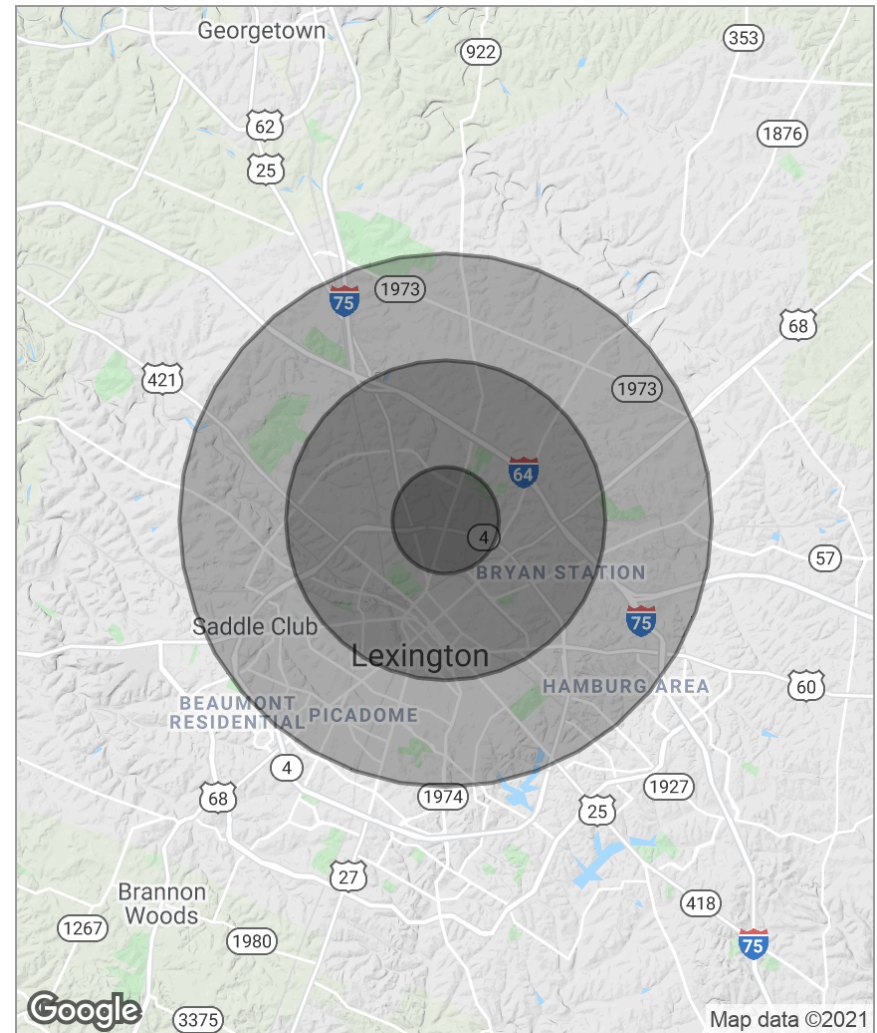 Georgetown
922
353
62
1876
25
75
1973
68
421
1973
64
4
57
BRYAN STATION
Saddle Club
75
Lexington
HAMBURG AREA
60
BEAUMONT
RESIDENTIAL
PICADOME
4
1974
1927
68
25
27
Brannon
Woods
418
1267
1980
75
Google
3375
Map data ©2021